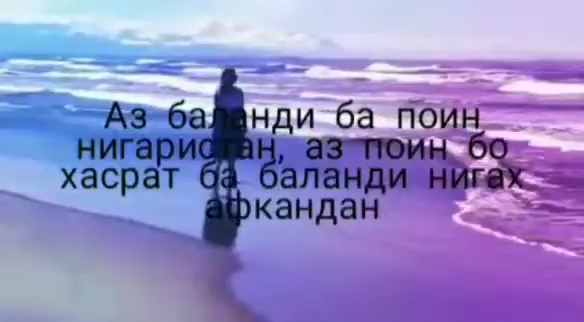 Аз баланди ба поин
нигаристан, аз поин бо
хасрат ба баланди нигах
афкандан